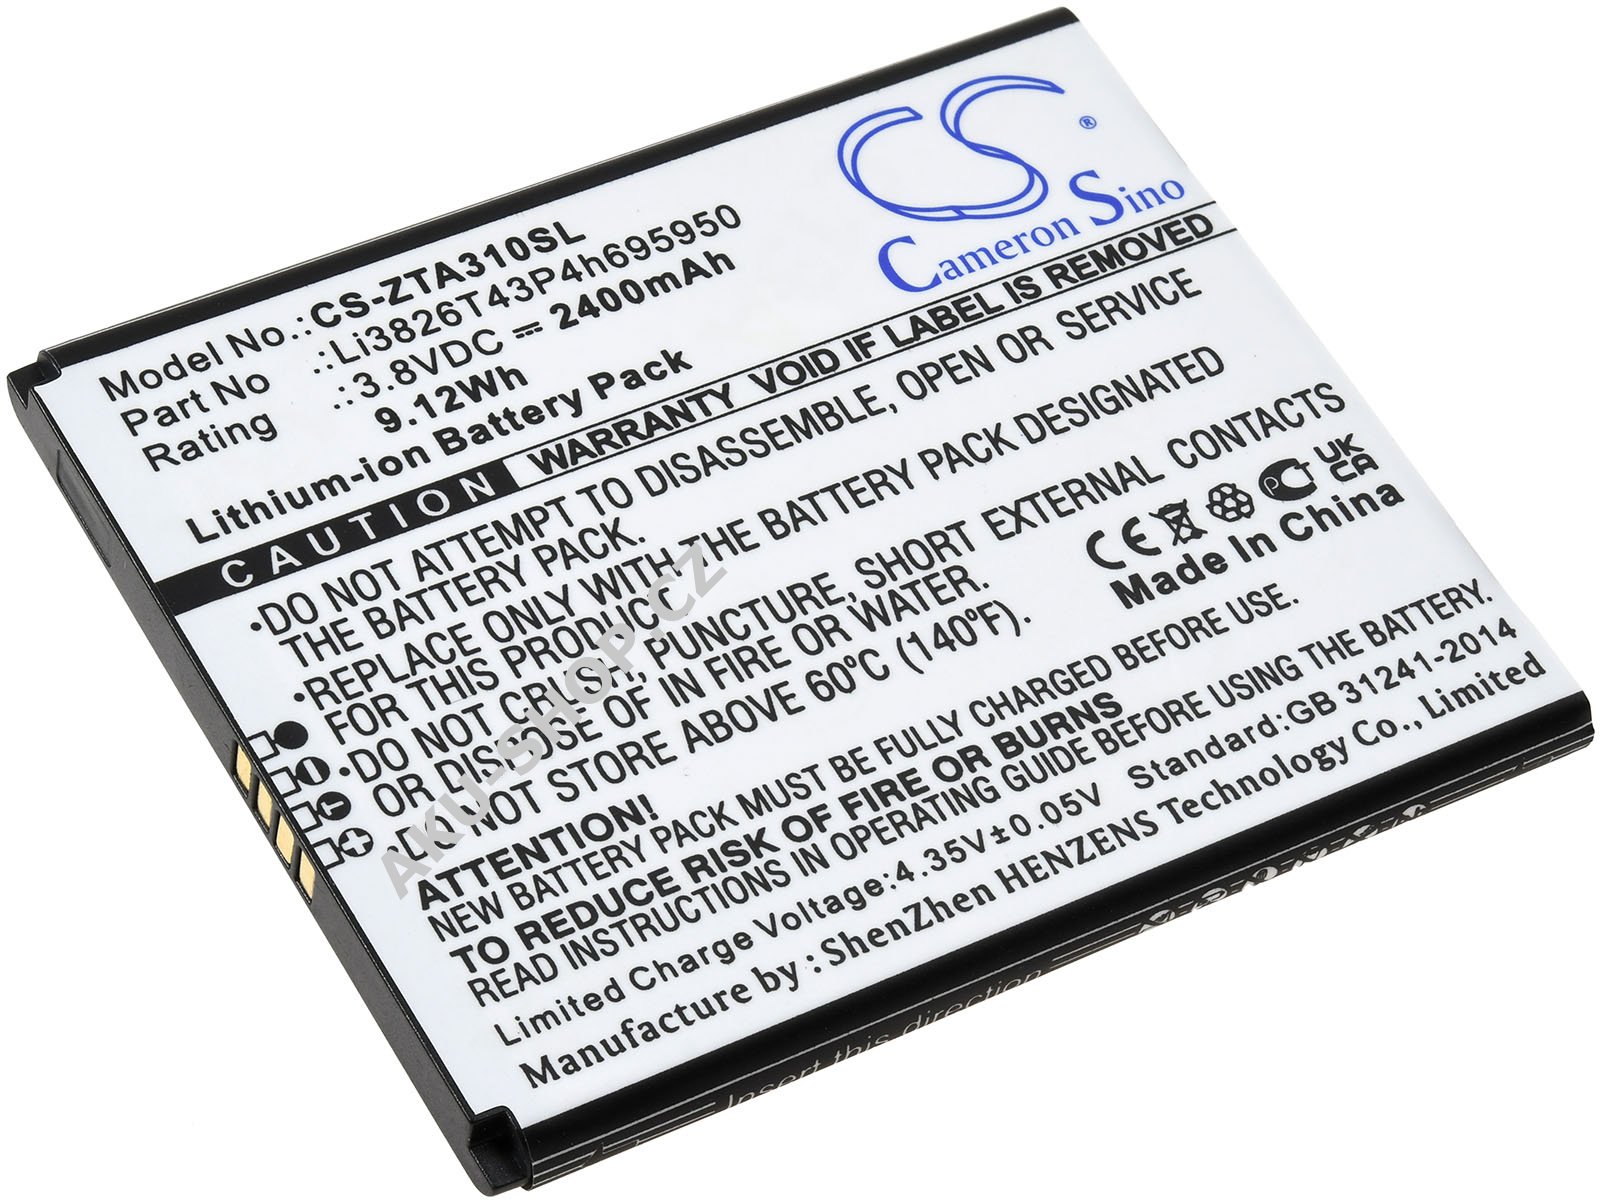 CS®
Cameron Sino
Model No.: :CS-ZTA310SL
Part No :Li3826T43P4h695950
Rating .:3.8VDC ⎓ 2400mAh
9.12Wh
Lithium-ion Battery Pack
CAUTION WARRANTY VOID IF LABEL IS REMOVED
•DO NOT ATTEMPT TO DISASSEMBLE, OPEN OR SERVICE
THE BATTERY PACK.
•REPLACE ONLY WITH THE BATTERY PACK DESIGNATED
FOR THIS PRODUCT.
•DO NOT CRUSH, PUNCTURE, SHORT EXTERNAL CONTACTS
OR DISPOSE OF IN FIRE OR WATER.
•DO NOT STORE ABOVE 60°C (140°F).
CE UKCA
Made In China
ATTENTION!
NEW BATTERY PACK MUST BE FULLY CHARGED BEFORE USE.
TO REDUCE RISK OF FIRE OR BURNS
READ INSTRUCTIONS GUIDE BEFORE USING THE BATTERY.
Limited Charge Voltage:4.35V±0.05V Standard:GB 31241-2014
Manufacture by: ShenZhen HENZENS Technology Co., Limited
Insert this direction
AKU-SHOP.CZ